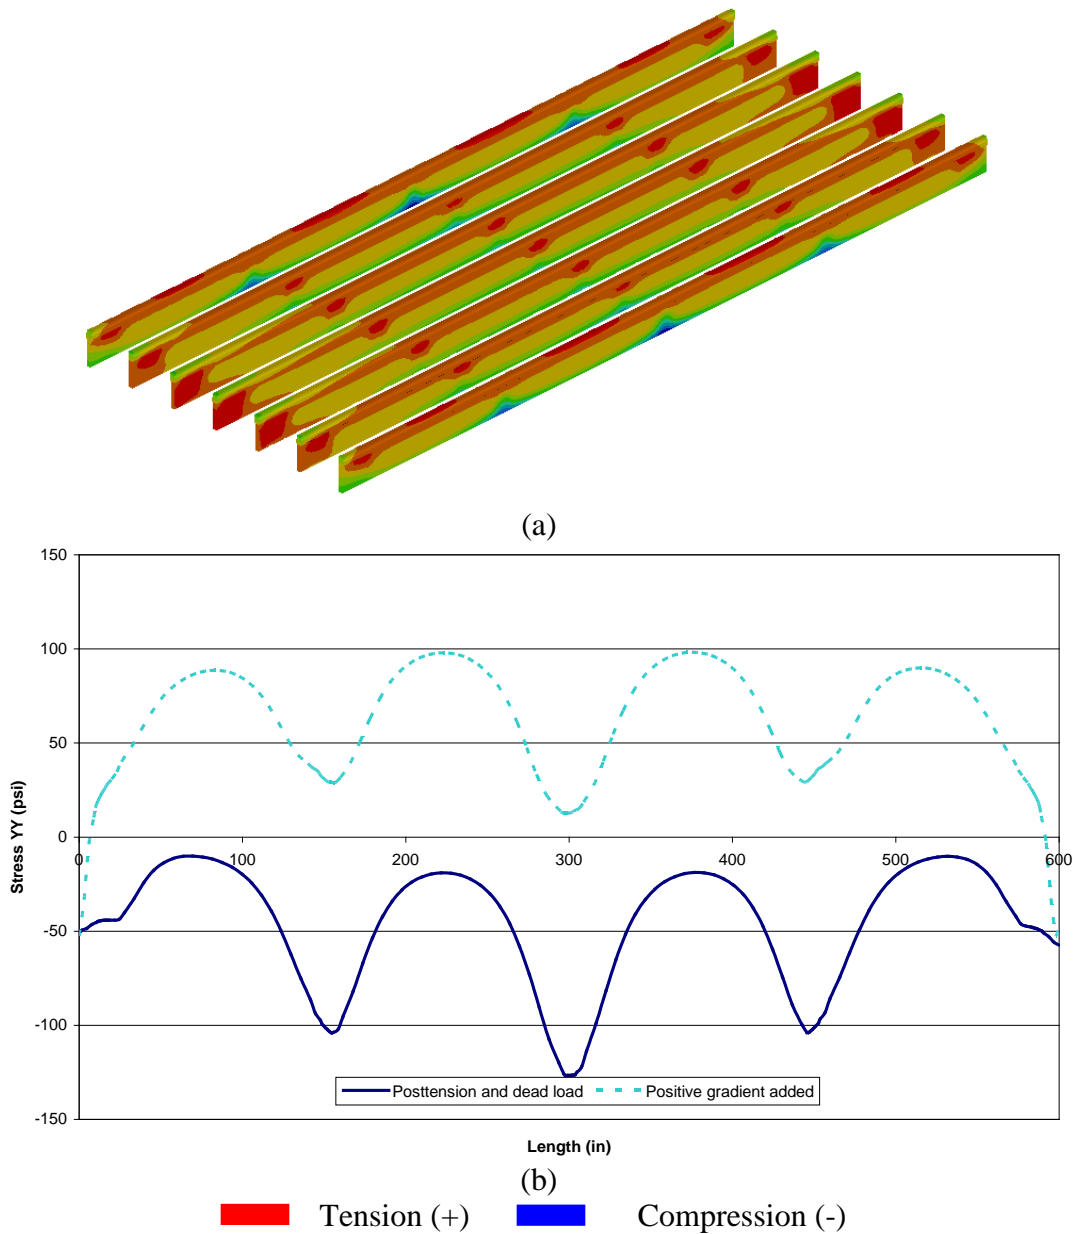 (a)
150
100
50
0
-50
-100
-150
0 100 200 300 400 500 600
Stress YY (psi)
Posttension and dead load Positive gradient added
Length (in)
(b)
Tension (+) Compression (-)